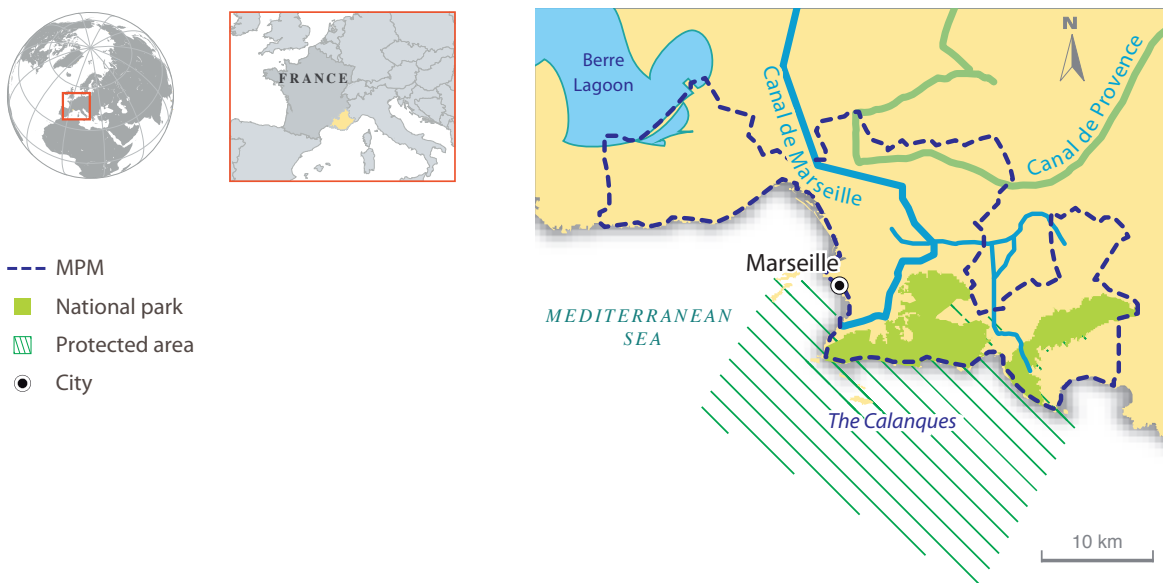 FRANCE
MPM
National park
Protected area
City
N
Berre
Lagoon
Canal de Marseille
Canal de Provence
Marseille
MEDITERRANEAN
SEA
The Calanques
10 km